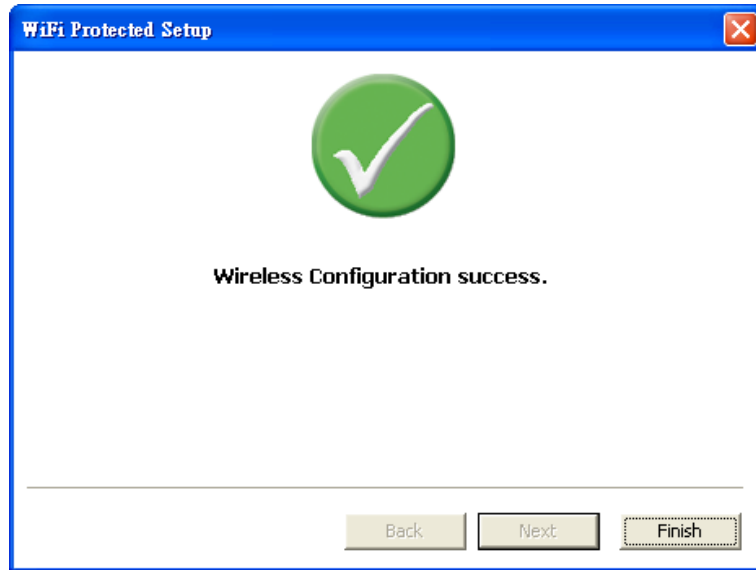 WiFi Protected Setup
Wireless Configuration success.
Back Next Finish